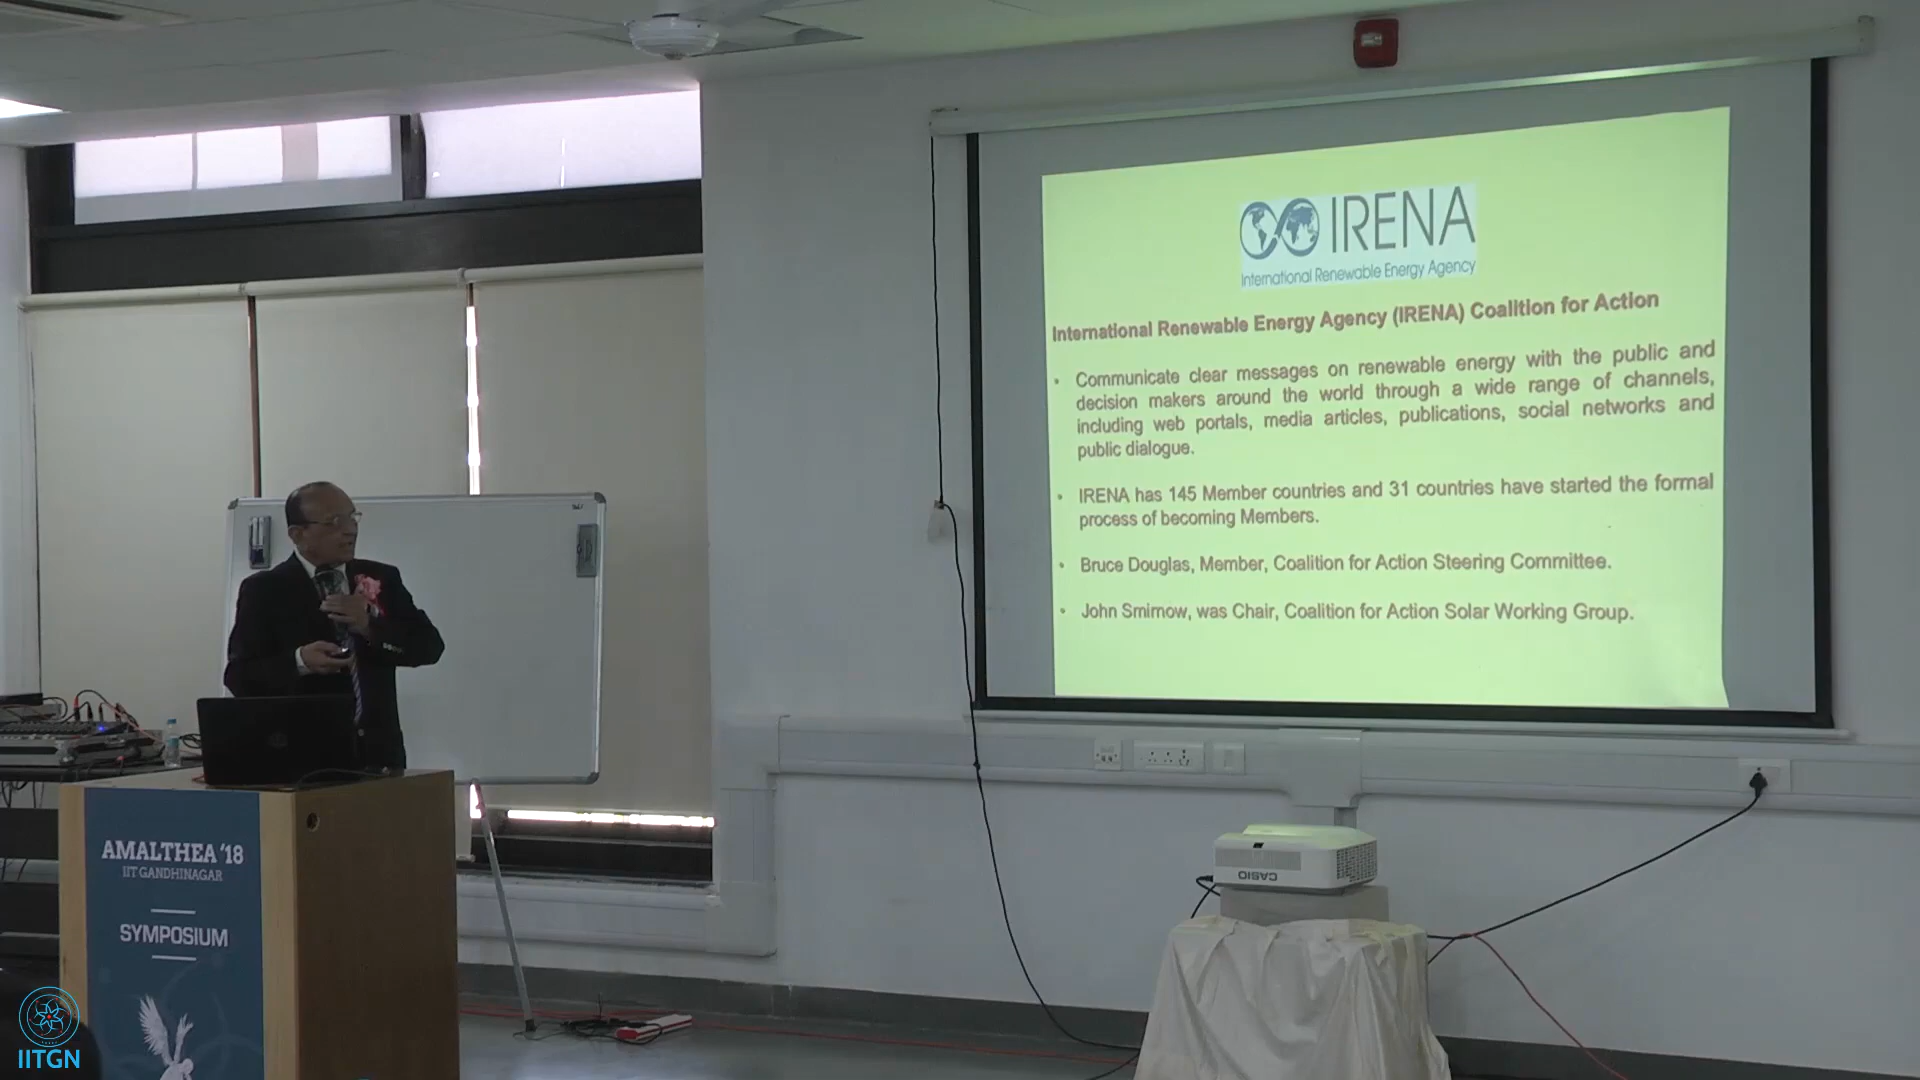 IRENA
International Renewable Energy Agency
International Renewable Energy Agency (IRENA) Coalition for Action
• Communicate clear messages on renewable energy with the public and
decision makers around the world through a wide range of channels,
including web portals, media articles, publications, social networks and
public dialogue.
• IRENA has 145 Member countries and 31 countries have started the formal
process of becoming Members.
• Bruce Douglas, Member, Coalition for Action Steering Committee.
• John Smirnow, was Chair, Coalition for Action Solar Working Group.
CASIO
AMALTHEA '18
IIT GANDHINAGAR
SYMPOSIUM
IITGN